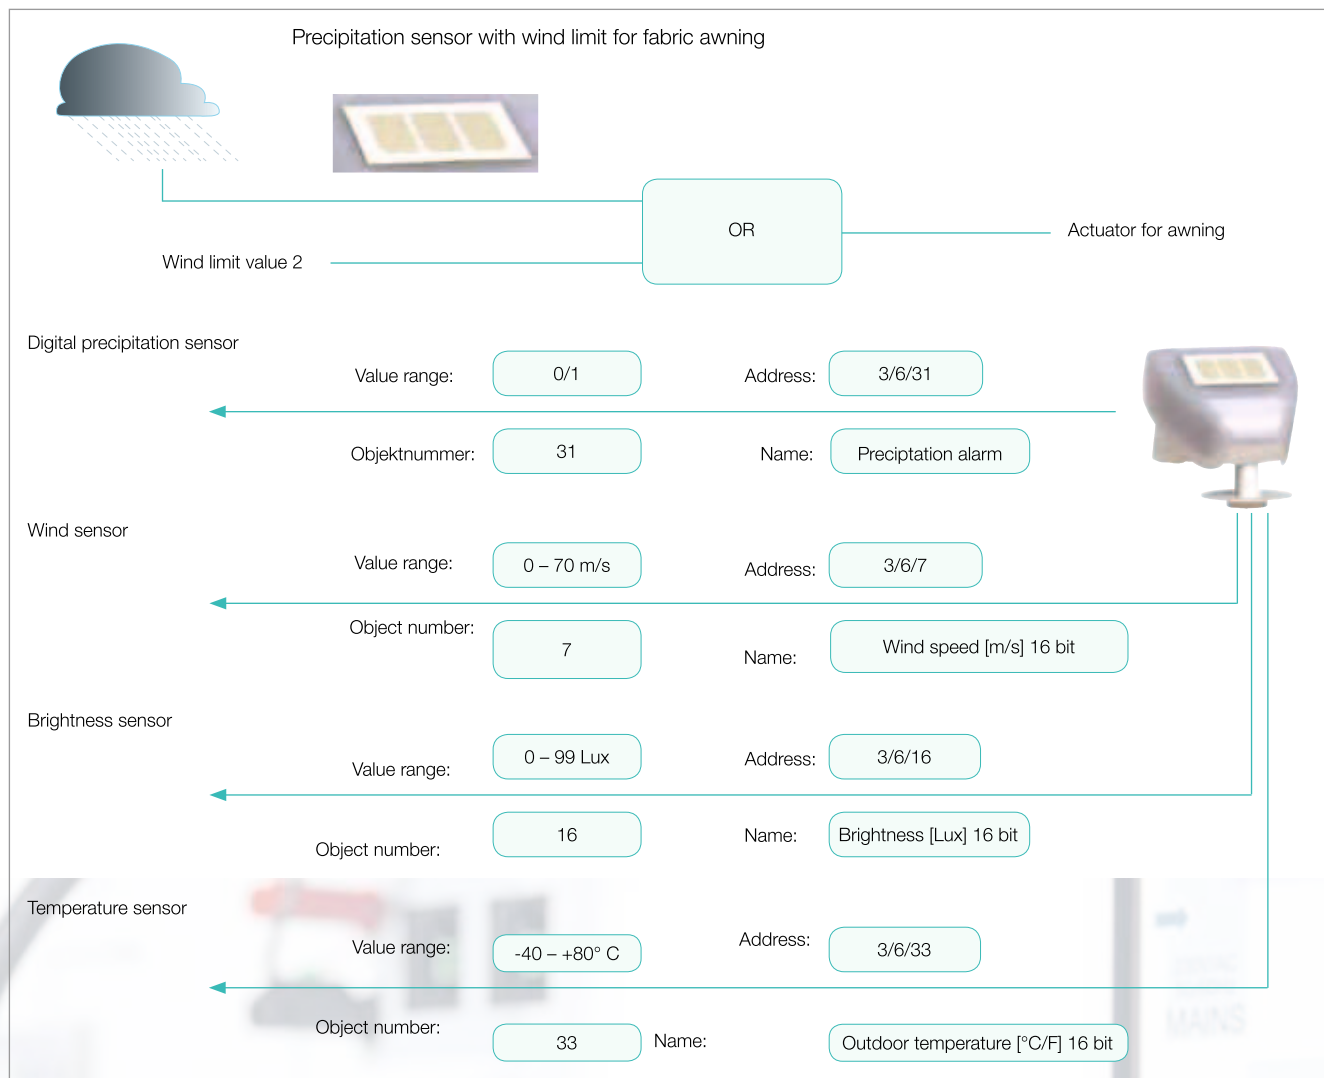 Precipitation sensor with wind limit for fabric awning
OR
Actuator for awning
Wind limit value 2
Digital precipitation sensor
Value range: 0/1 Address: 3/6/31
Objektnummer: 31 Name: Preciptation alarm
Wind sensor
Value range: 0 – 70 m/s Address: 3/6/7
Object number: 7 Name: Wind speed [m/s] 16 bit
Brightness sensor
Value range: 0 – 99 Lux Address: 3/6/16
Object number: 16 Name: Brightness [Lux] 16 bit
Temperature sensor
Value range: -40 – +80° C Address: 3/6/33
MAINS
Object number: 33 Name: Outdoor temperature [°C/F] 16 bit